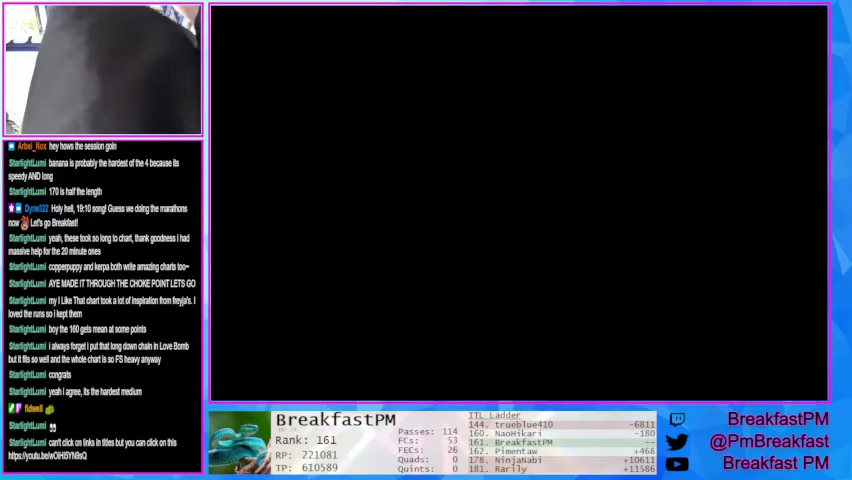 Arbei_Nox hey hows the session goin
StarlightLumi banana is probably the hardest of the 4 because its
speedy AND long
StarlightLumi 170 is half the length
Dyna322 Holy hell, 19:10 song! Guess we doing the marathons
now Let's go Breakfast!
StarlightLumi yeah, these took so long to chart, thank goodness i had
massive help for the 20 minute ones
StarlightLumi copperpuppy and kerpa both write amazing charts too~
StarlightLumi AYE MADE IT THROUGH THE CHOKE POINT LETS GO
StarlightLumi my I Like That chart took a lot of inspiration from freyja's. I
loved the runs so i kept them
StarlightLumi boy the 160 gets mean at some points
StarlightLumi i always forget i put that long down chain in Love Bomb
but it fits so well and the whole chart is so FS heavy anyway
StarlightLumi congrats
StarlightLumi yeah i agree, its the hardest medium
fidwell
StarlightLumi
StarlightLumi can't click on links in titles but you can click on this
BreakfastPM
Rank: 161
RP: 221081
TP: 610589
Passes: 114
FCs: 53
FECs: 26
Quads: 0
Quints: 0
ITL Ladder
144. trueblue410 -6811
160. NaoHikari -180
161. BreakfastPM --
162. Pimentaw +468
178. NinjaNabi +10611
181. Rarily +11586
BreakfastPM
@PmBreakfast
Breakfast PM